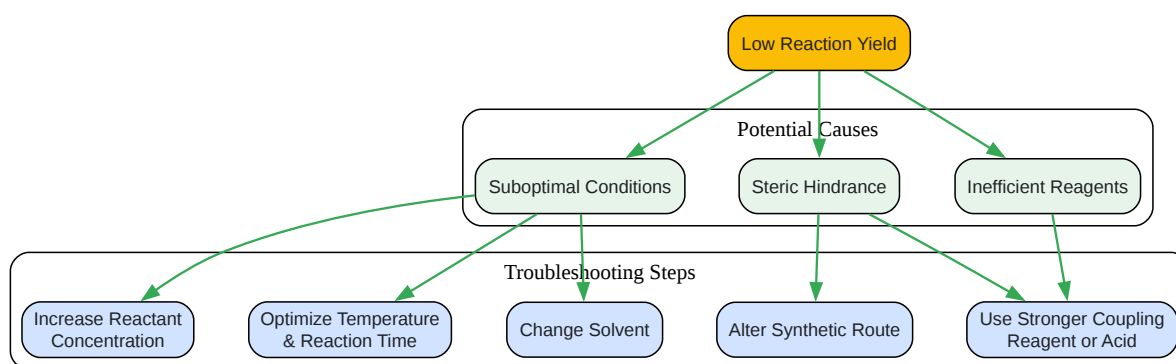 Low Reaction Yield
Potential Causes
Suboptimal Conditions
Steric Hindrance
Inefficient Reagents
Troubleshooting Steps
Increase Reactant
Concentration
Optimize Temperature
& Reaction Time
Change Solvent
Alter Synthetic Route
Use Stronger Coupling
Reagent or Acid